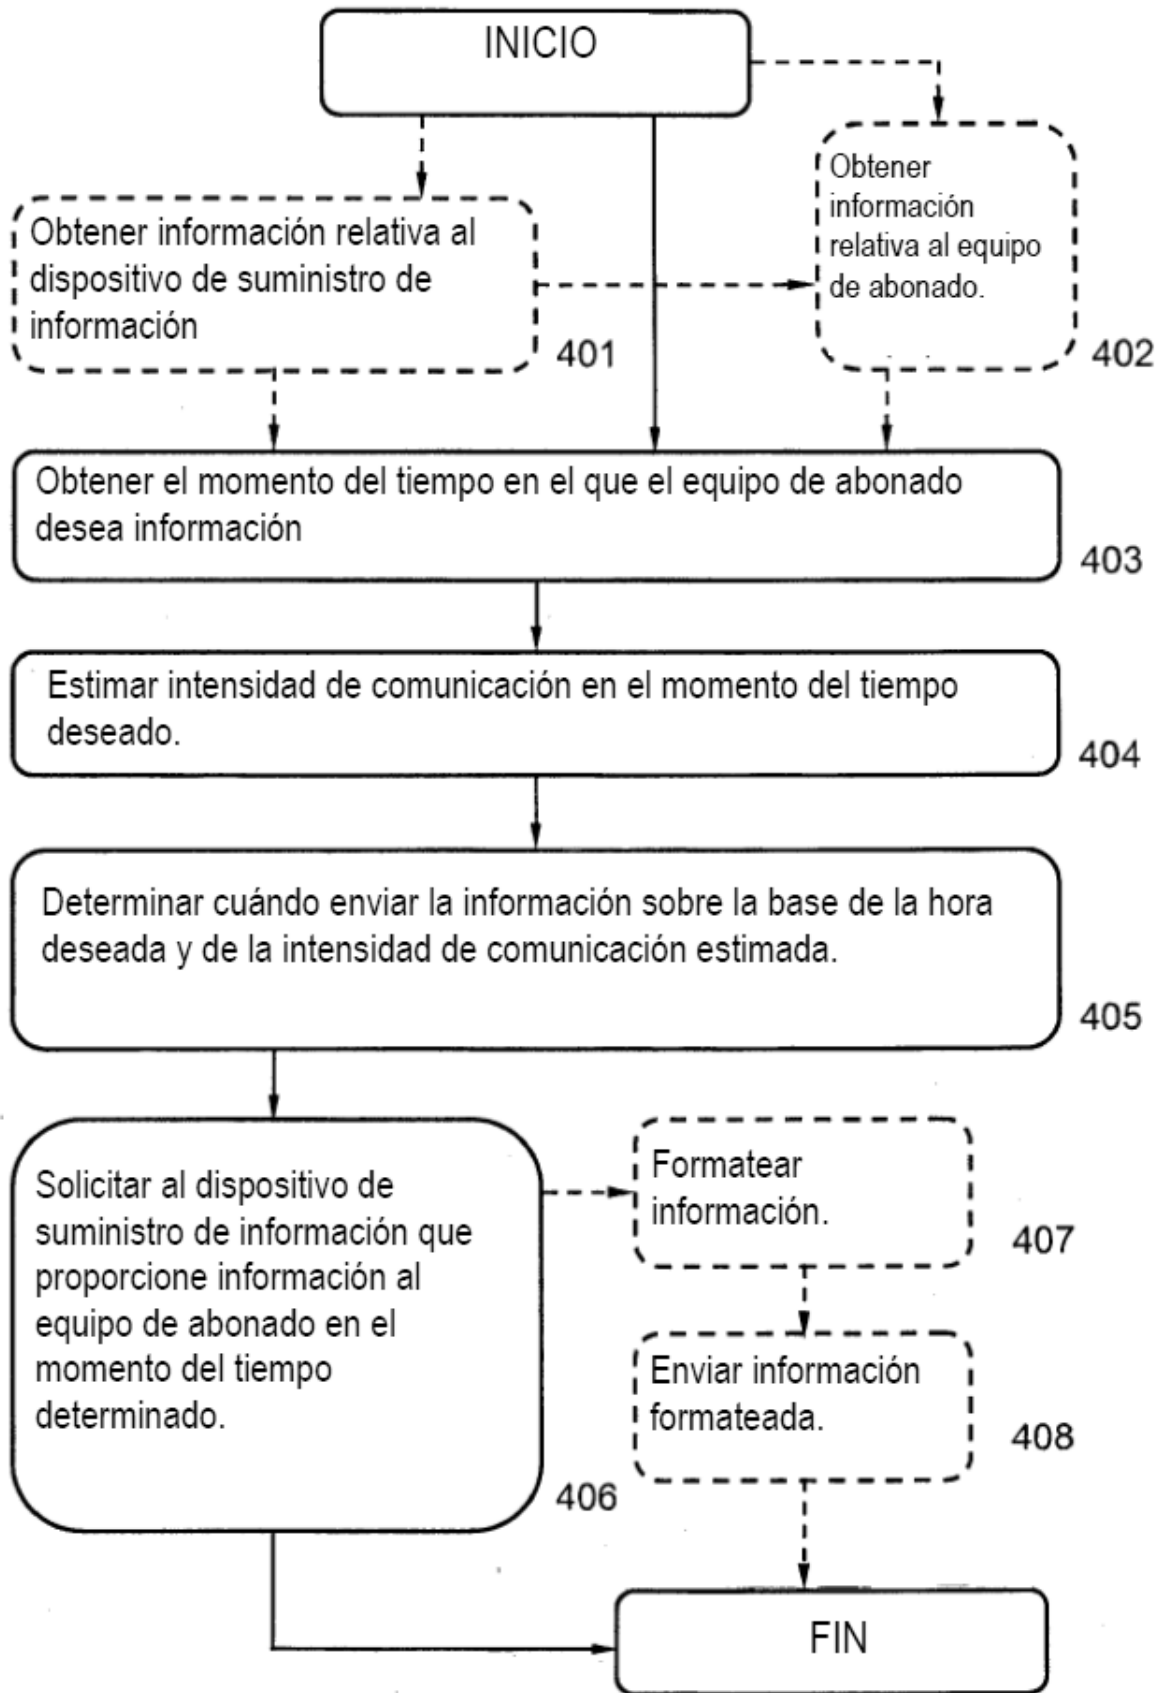 INICIO
Obtener
información
relativa al equipo
de abonado.
402
Obtener información relativa al
dispositivo de suministro de
información
401
Obtener el momento del tiempo en el que el equipo de abonado
desea información
403
Estimar intensidad de comunicación en el momento del tiempo
deseado.
404
Determinar cuándo enviar la información sobre la base de la hora
deseada y de la intensidad de comunicación estimada.
405
Solicitar al dispositivo de
suministro de información que
proporcione información al
equipo de abonado en el
momento del tiempo
determinado.
406
Formatear
información.
407
Enviar información
formateada.
408
FIN